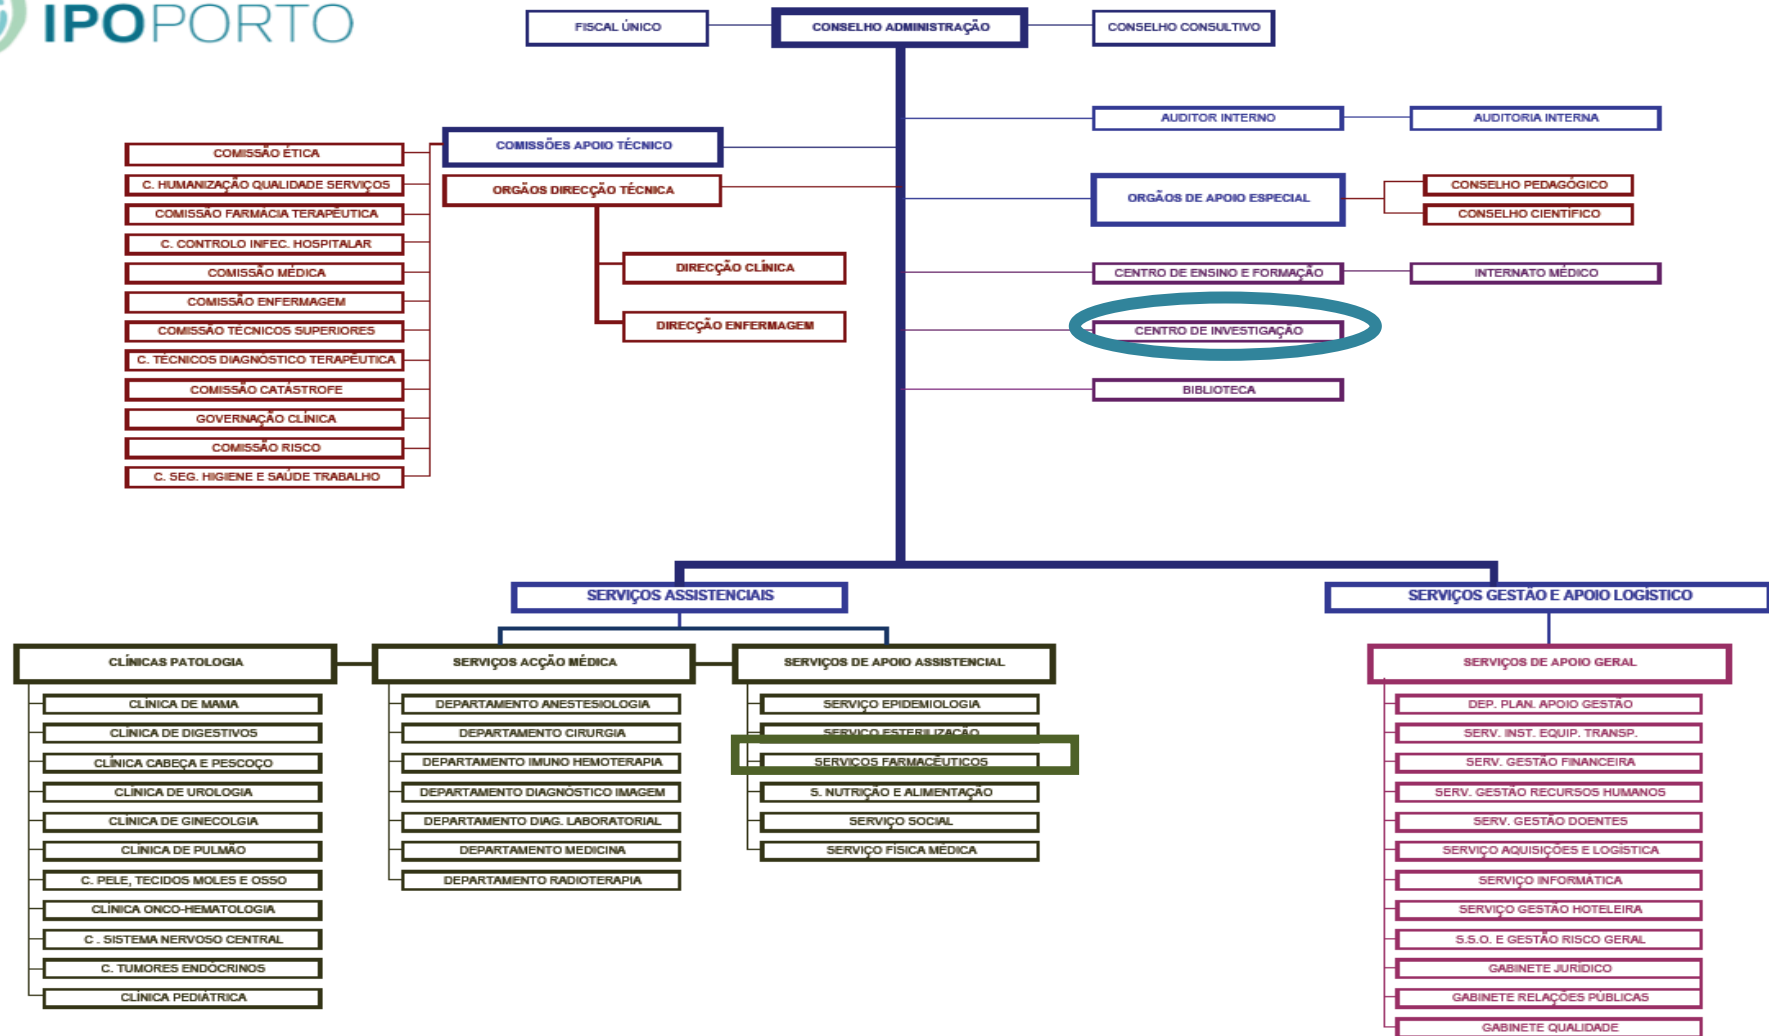 IPOPORTO
FISCAL ÚNICO
CONSELHO ADMINISTRAÇÃO
CONSELHO CONSULTIVO
AUDITOR INTERNO
AUDITORIA INTERNA
COMISSÕES APOIO TÉCNICO
COMISSÃO ÉTICA
C. HUMANIZAÇÃO QUALIDADE SERVIÇOS
COMISSÃO FARMÁCIA TERAPÊUTICA
C. CONTROLO INFEC. HOSPITALAR
COMISSÃO MÉDICA
COMISSÃO ENFERMAGEM
COMISSÃO TÉCNICOS SUPERIORES
C. TÉCNICOS DIAGNÓSTICO TERAPÊUTICA
COMISSÃO CATÁSTROFE
GOVERNAÇÃO CLÍNICA
COMISSÃO RISCO
C. SEG. HIGIENE E SAÚDE TRABALHO
ORGÃOS DIRECÇÃO TÉCNICA
DIRECÇÃO CLÍNICA
DIRECÇÃO ENFERMAGEM
ORGÃOS DE APOIO ESPECIAL
CONSELHO PEDAGÓGICO
CONSELHO CIENTÍFICO
CENTRO DE ENSINO E FORMAÇÃO
INTERNATO MÉDICO
CENTRO DE INVESTIGAÇÃO
BIBLIOTECA
SERVIÇOS ASSISTENCIAIS
SERVIÇOS GESTÃO E APOIO LOGÍSTICO
CLÍNICAS PATOLOGIA
CLÍNICA DE MAMA
CLÍNICA DE DIGESTIVOS
CLÍNICA CABEÇA E PESCOÇO
CLÍNICA DE UROLOGIA
CLÍNICA DE GINECOLGIA
CLÍNICA DE PULMÃO
C. PELE, TECIDOS MOLES E OSSO
CLÍNICA ONCO-HEMATOLOGIA
C . SISTEMA NERVOSO CENTRAL
C. TUMORES ENDÓCRINOS
CLÍNICA PEDIÁTRICA
SERVIÇOS ACÇÃO MÉDICA
DEPARTAMENTO ANESTESIOLOGIA
DEPARTAMENTO CIRURGIA
DEPARTAMENTO IMUNO HEMOTERAPIA
DEPARTAMENTO DIAGNÓSTICO IMAGEM
DEPARTAMENTO DIAG. LABORATORIAL
DEPARTAMENTO MEDICINA
DEPARTAMENTO RADIOTERAPIA
SERVIÇOS DE APOIO ASSISTENCIAL
SERVIÇO EPIDEMIOLOGIA
SERVIÇO ESTERILIZAÇÃO
SERVIÇOS FARMACÊUTICOS
S. NUTRIÇÃO E ALIMENTAÇÃO
SERVIÇO SOCIAL
SERVIÇO FÍSICA MÉDICA
SERVIÇOS DE APOIO GERAL
DEP. PLAN. APOIO GESTÃO
SERV. INST. EQUIP. TRANSP.
SERV. GESTÃO FINANCEIRA
SERV. GESTÃO RECURSOS HUMANOS
SERV. GESTÃO DOENTES
SERVIÇO AQUISIÇÕES E LOGÍSTICA
SERVIÇO INFORMÁTICA
SERVIÇO GESTÃO HOTELEIRA
S.S.O. E GESTÃO RISCO GERAL
GABINETE JURÍDICO
GABINETE RELAÇÕES PÚBLICAS
GABINETE QUALIDADE